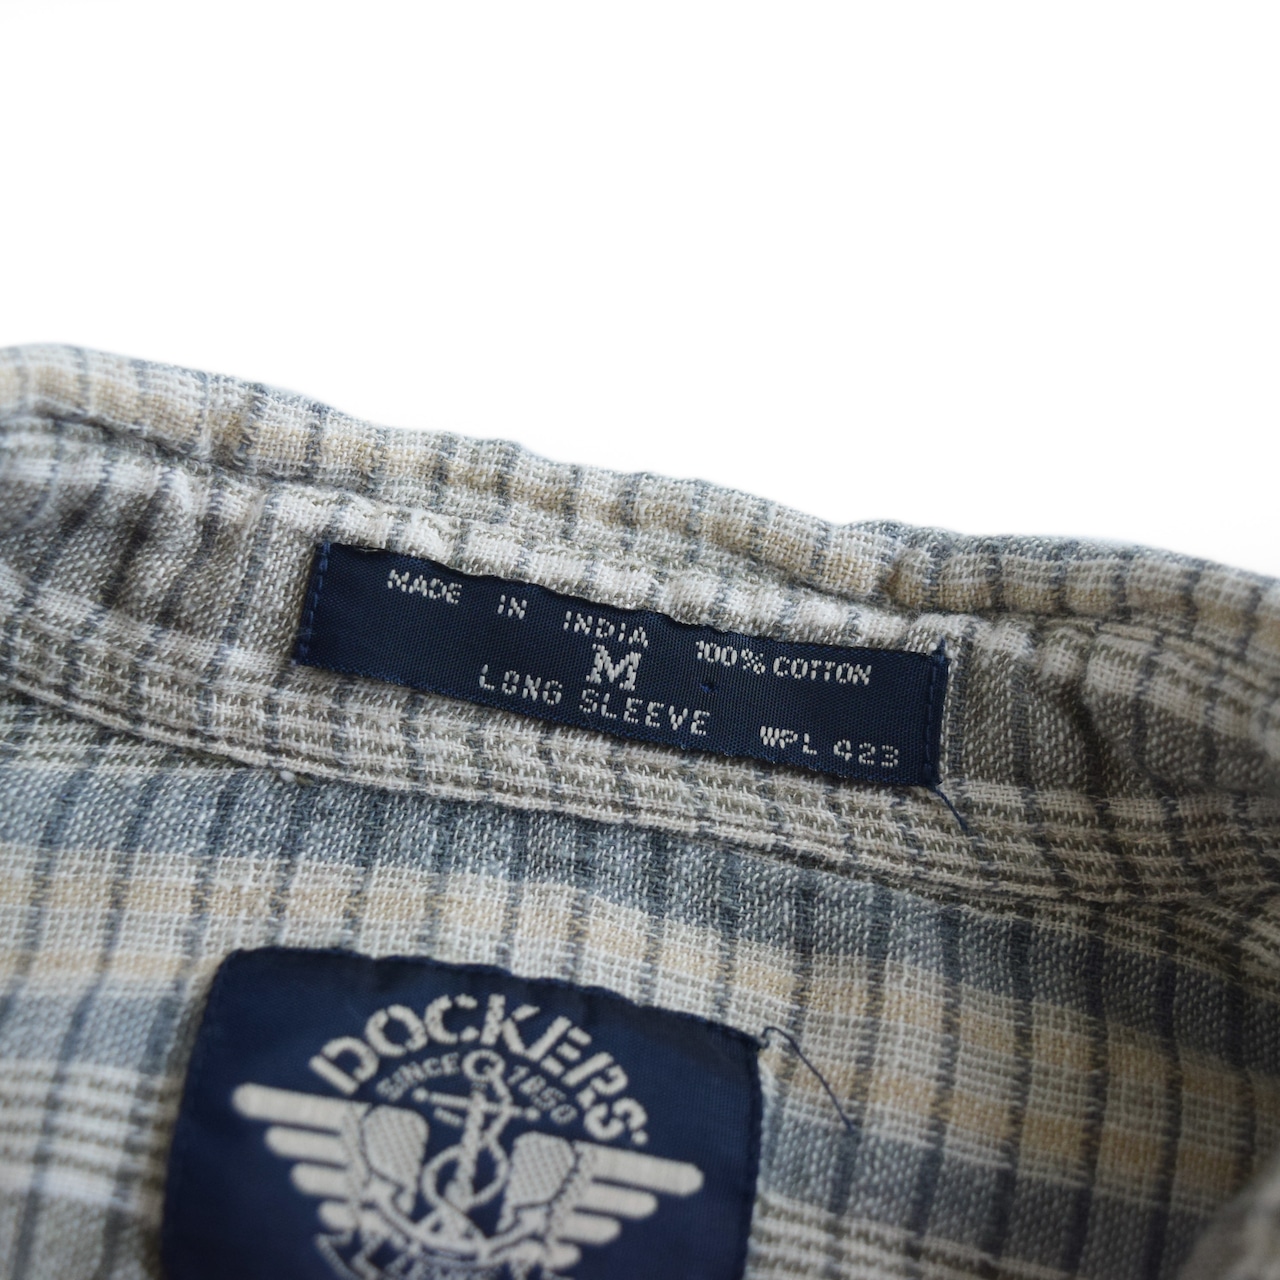 MADE IN INDIA 100% COTTON
M
LONG SLEEVE WPL 423
DOCKERS
SINCE 1850